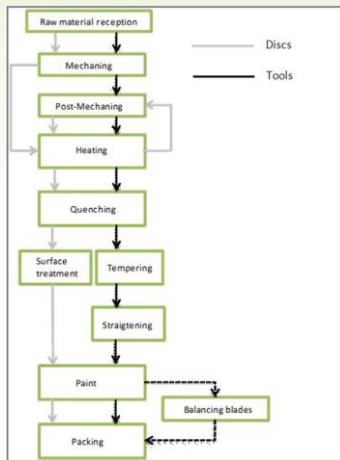 Raw material reception
Discs
Mechaning
Tools
Post-Mechaning
Heating
Quenching
Surface
treatment
Tempering
Straigtening
Paint
Balancing blades
Packing